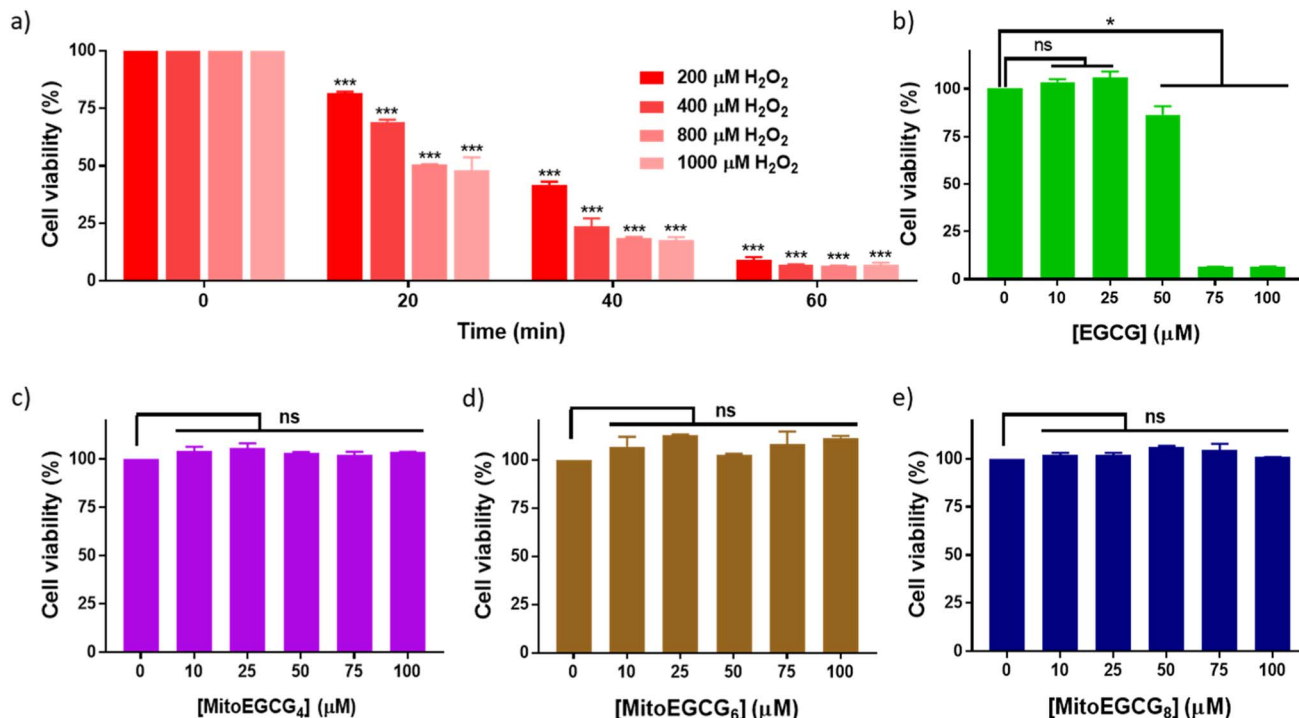 a)
Cell viability (%)
100
75
50
25
0
*** *** *** ***
*** *** *** ***
*** *** *** ***
200 μM H₂O₂
400 μM H₂O₂
800 μM H₂O₂
1000 μM H₂O₂
0 20 40 60
Time (min)
b)
*
ns
Cell viability (%)
100
75
50
25
0
0 10 25 50 75 100
[EGCG] (μM)
c)
ns
Cell viability (%)
100
75
50
25
0
0 10 25 50 75 100
[MitoEGCG₄] (μM)
d)
ns
Cell viability (%)
100
75
50
25
0
0 10 25 50 75 100
[MitoEGCG₆] (μM)
e)
ns
Cell viability (%)
100
75
50
25
0
0 10 25 50 75 100
[MitoEGCG₈] (μM)